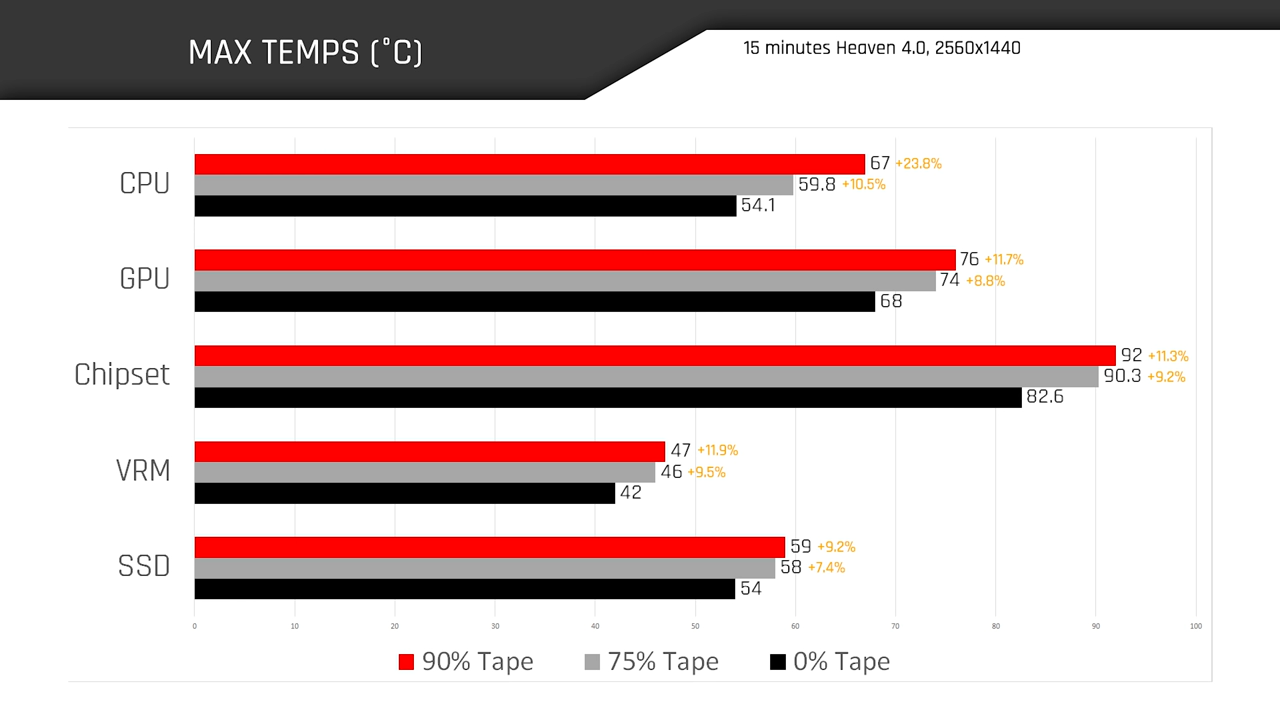 MAX TEMPS (°C)
15 minutes Heaven 4.0, 2560x1440
CPU
67 +23.8%
59.8 +10.5%
54.1
GPU
76 +11.7%
74 +8.8%
68
Chipset
92 +11.3%
90.3 +9.2%
82.6
VRM
47 +11.9%
46 +9.5%
42
SSD
59 +9.2%
58 +7.4%
54
0 10 20 30 40 50 60 70 80 90 100
90% Tape 75% Tape 0% Tape